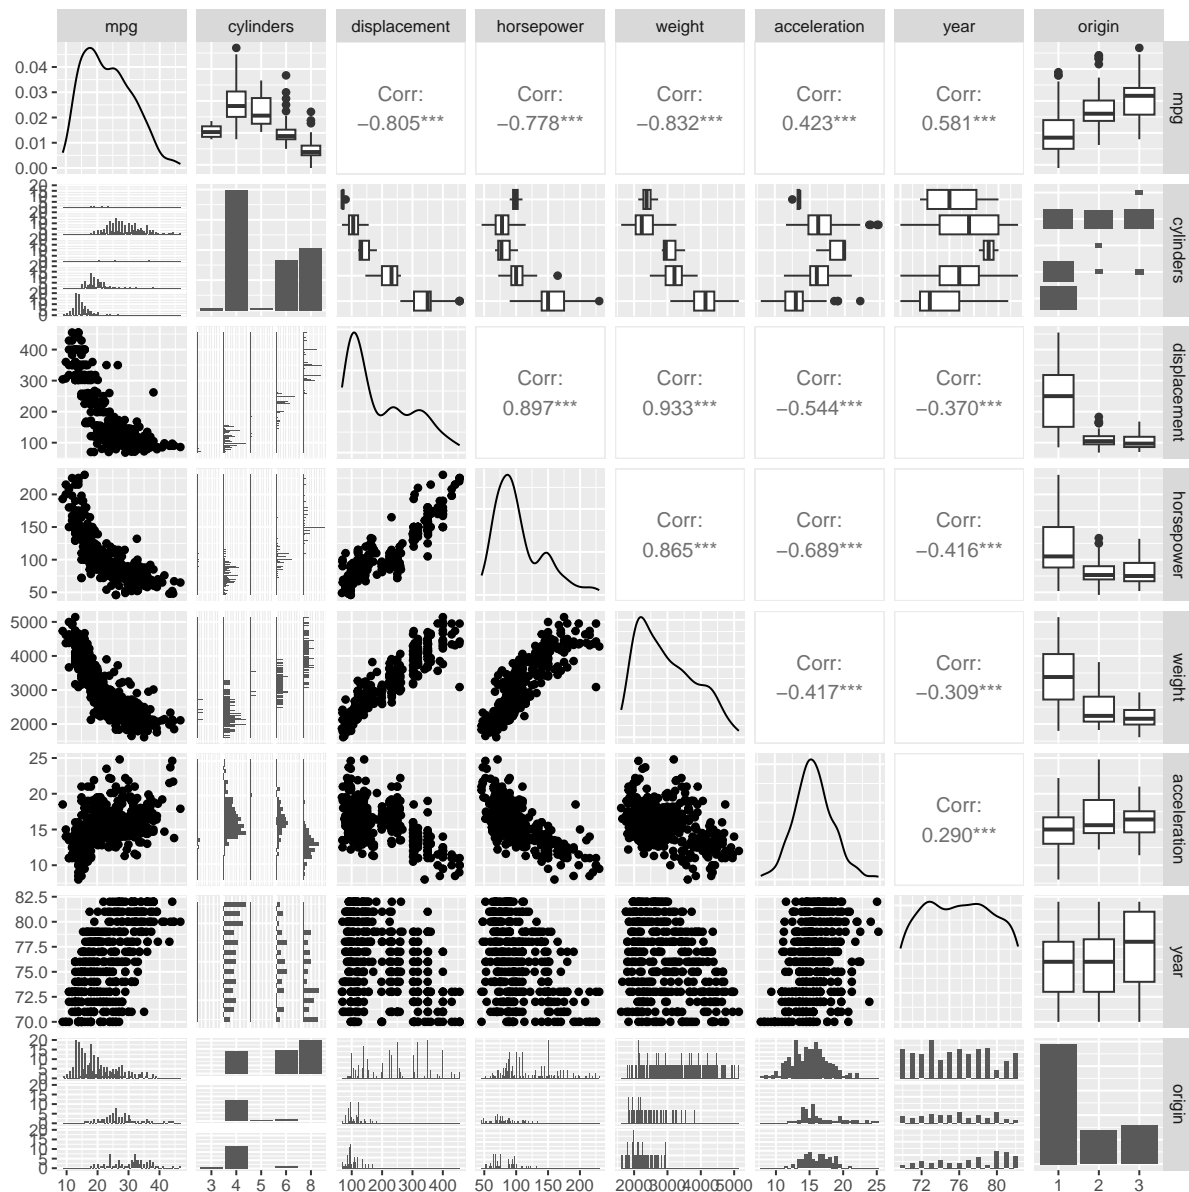 mpg cylinders displacement horsepower weight acceleration year origin
0.04
0.03
0.02
0.01
0.00
Corr:
−0.805***
Corr:
−0.778***
Corr:
−0.832***
Corr:
0.423***
Corr:
0.581***
mpg
cylinders
400
300
200
100
Corr:
0.897***
Corr:
0.933***
Corr:
−0.544***
Corr:
−0.370***
displacement
200
150
100
50
Corr:
0.865***
Corr:
−0.689***
Corr:
−0.416***
horsepower
5000
4000
3000
2000
Corr:
−0.417***
Corr:
−0.309***
weight
25
20
15
10
Corr:
0.290***
acceleration
82.5
80.0
77.5
75.0
72.5
70.0
year
origin
10 20 30 40 3 4 5 6 8 100 200 300 400 50 100 150 200 2000 3000 4000 5000 10 15 20 25 72 76 80 1 2 3